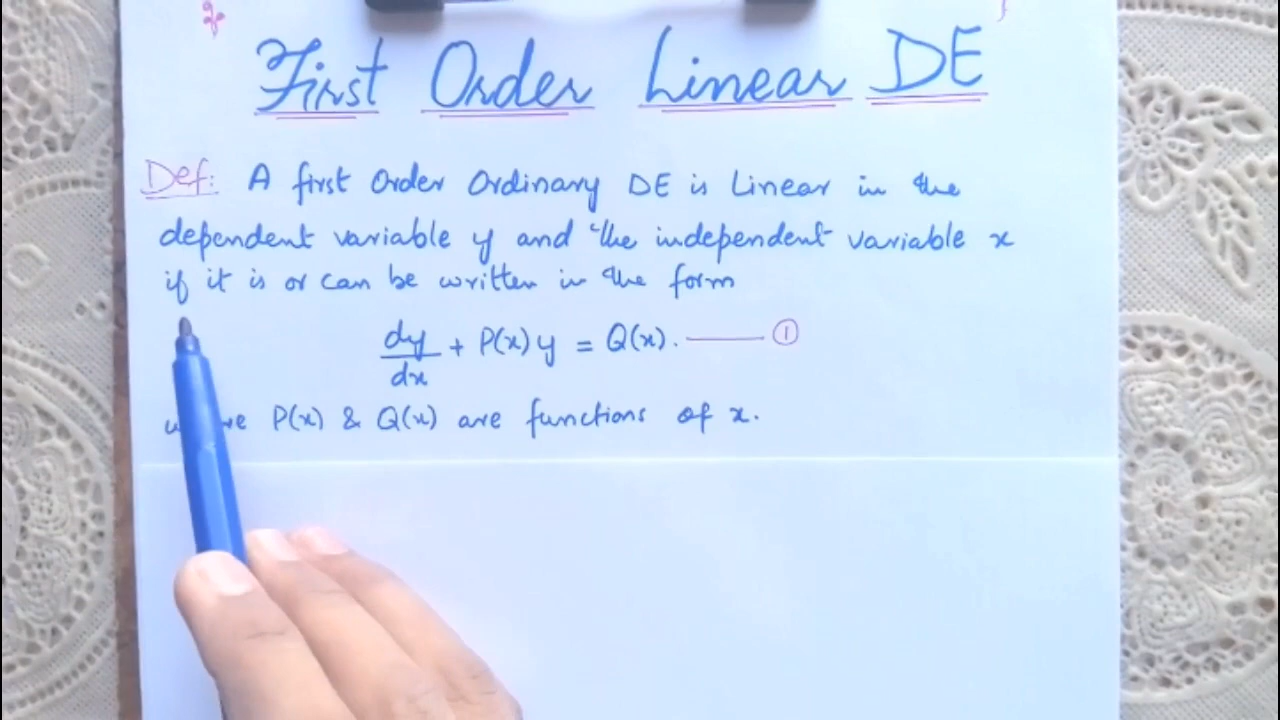 First Order Linear DE
Def: A first Order Ordinary DE is Linear in the
dependent variable y and the independent variable x
if it is or can be written in the form
dy/dx + P(x) y = Q(x). —— ①
P(x) & Q(x) are functions of x.